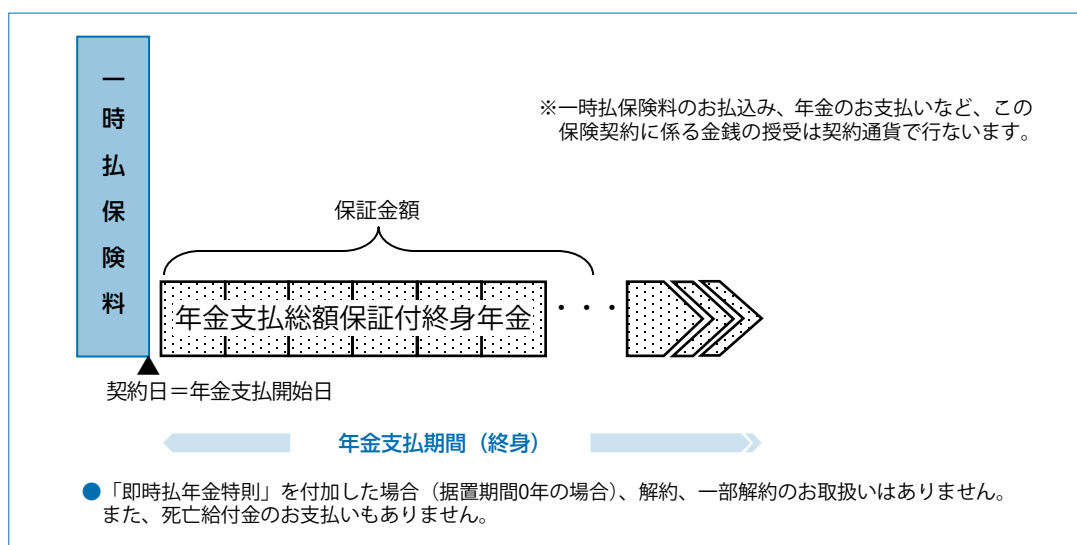 一時払保険料
※一時払保険料のお払込み、年金のお支払いなど、この
保険契約に係る金銭の授受は契約通貨で行ないます。
保証金額
年金支払総額保証付終身年金
・・・
契約日＝年金支払開始日
年金支払期間（終身）
●「即時払年金特則」を付加した場合（据置期間0年の場合）、解約、一部解約のお取扱いはありません。
また、死亡給付金のお支払いもありません。